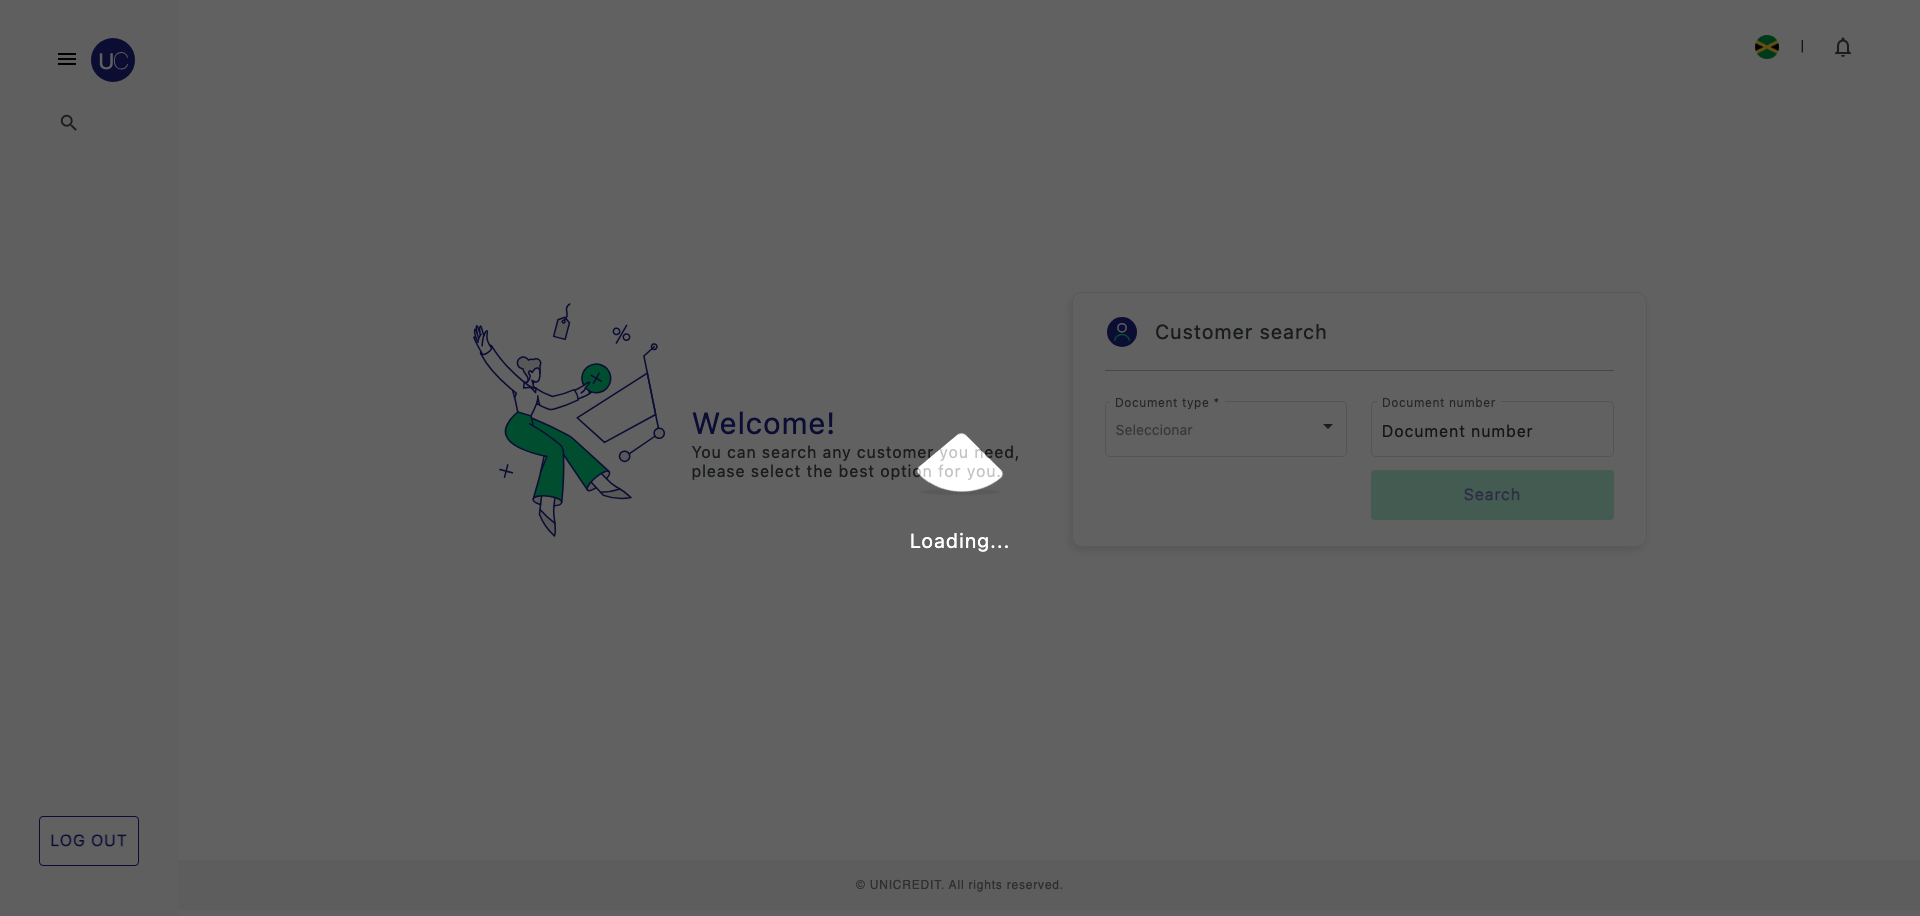 UC
Customer search
Document type *
Seleccionar
Document number
Document number
Search
%
Welcome!
You can search any customer you need,
please select the best option for you.
Loading...
LOG OUT
© UNICREDIT. All rights reserved.